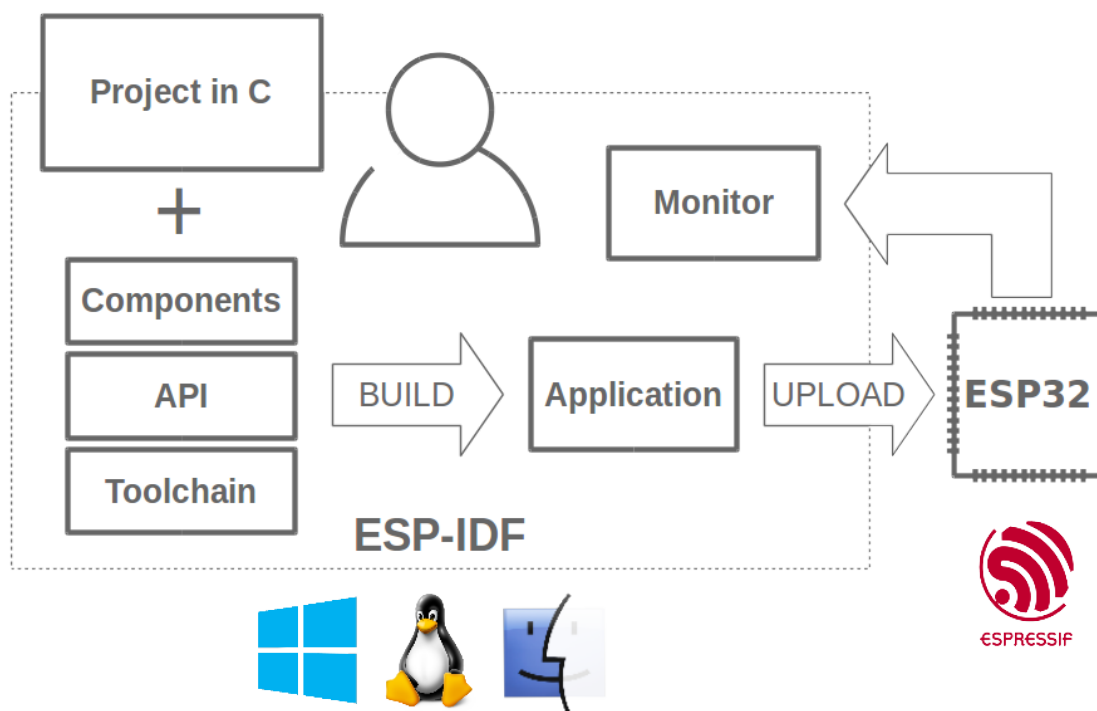 Project in C
+
Components
API
Toolchain
BUILD
Application
UPLOAD
Monitor
ESP32
ESP-IDF
ESPRESSIF